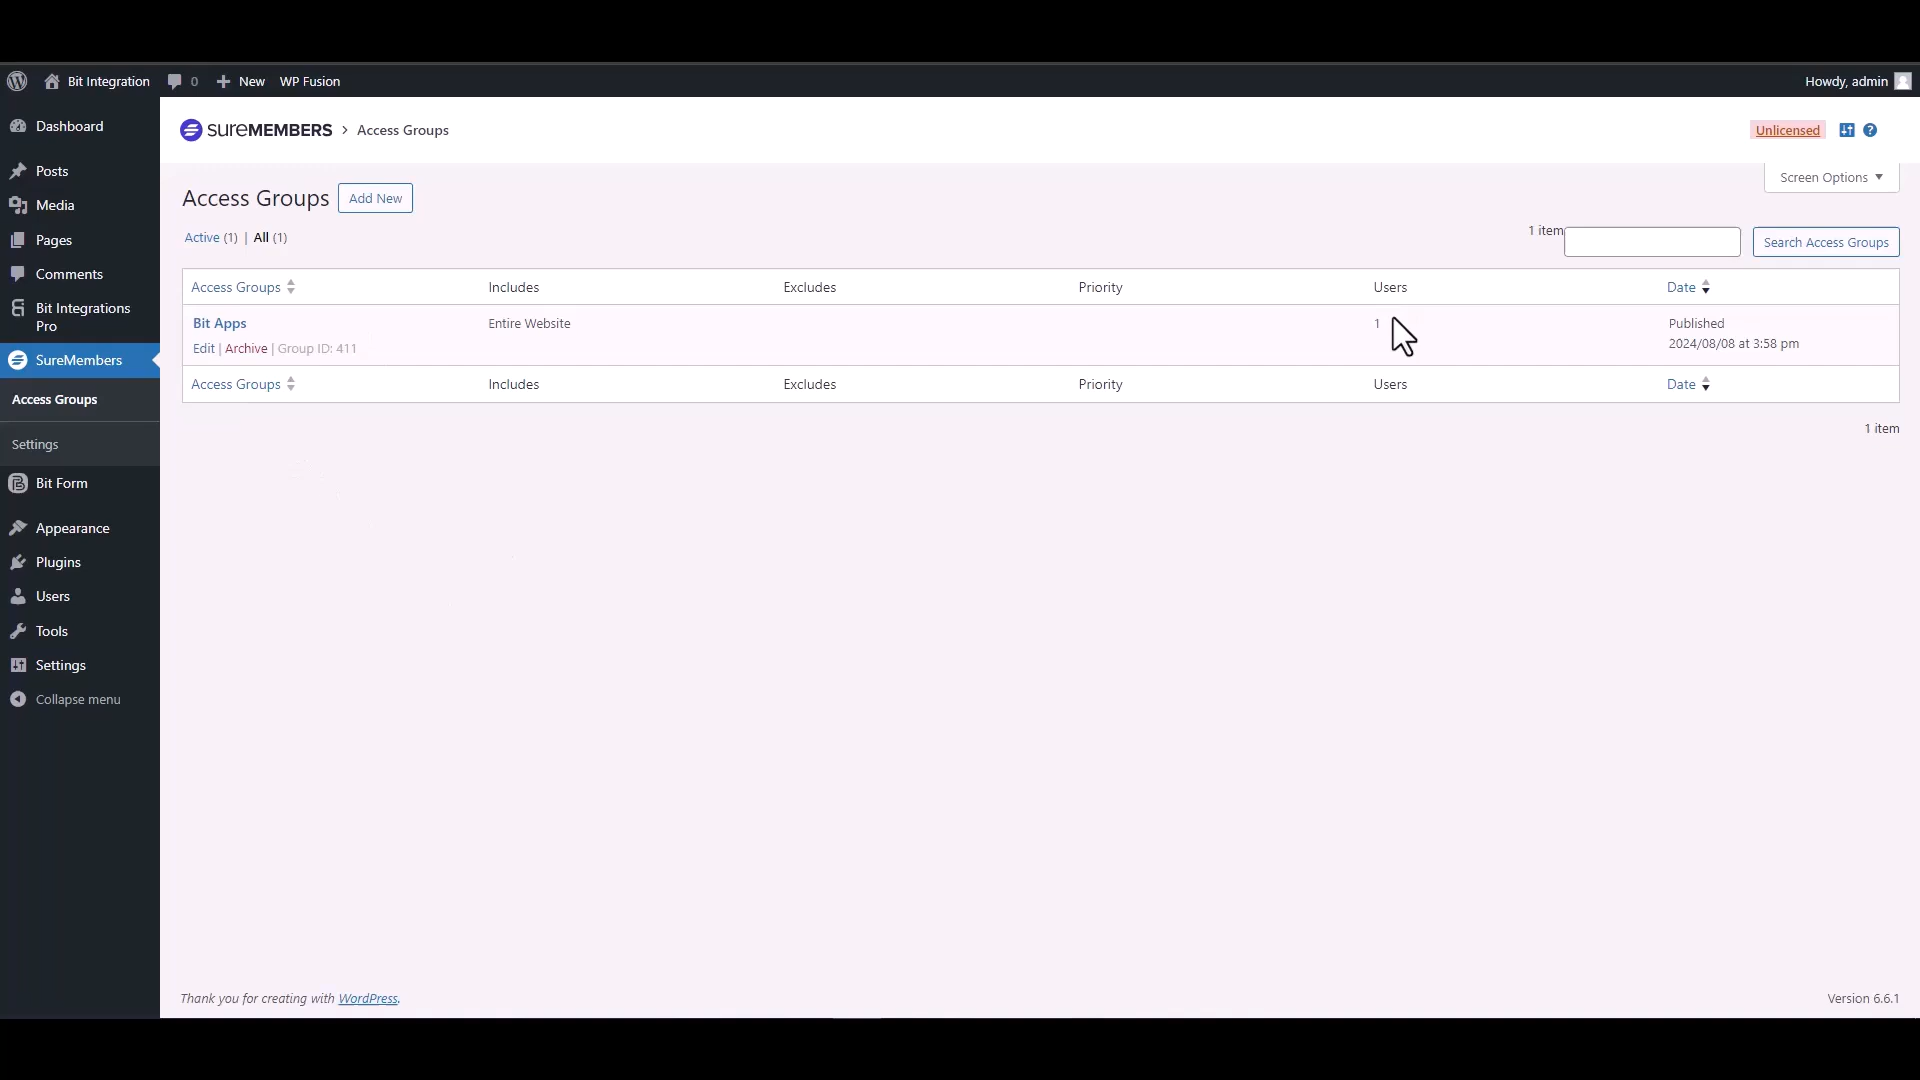 Bit Integration 0 New WP Fusion Howdy, admin
Dashboard
Posts
Media
Pages
Comments
Bit Integrations
Pro
SureMembers
Access Groups
Settings
Bit Form
Appearance
Plugins
Users
Tools
Settings
Collapse menu
SUREMEMBERS › Access Groups Unlicensed
Screen Options
Access Groups Add New
Active (1) | All (1) 1 item Search Access Groups
Access Groups Includes Excludes Priority Users Date
Bit Apps Entire Website 1 Published
Edit | Archive | Group ID: 411 2024/08/08 at 3:58 pm
Access Groups Includes Excludes Priority Users Date
1 item
Thank you for creating with WordPress. Version 6.6.1